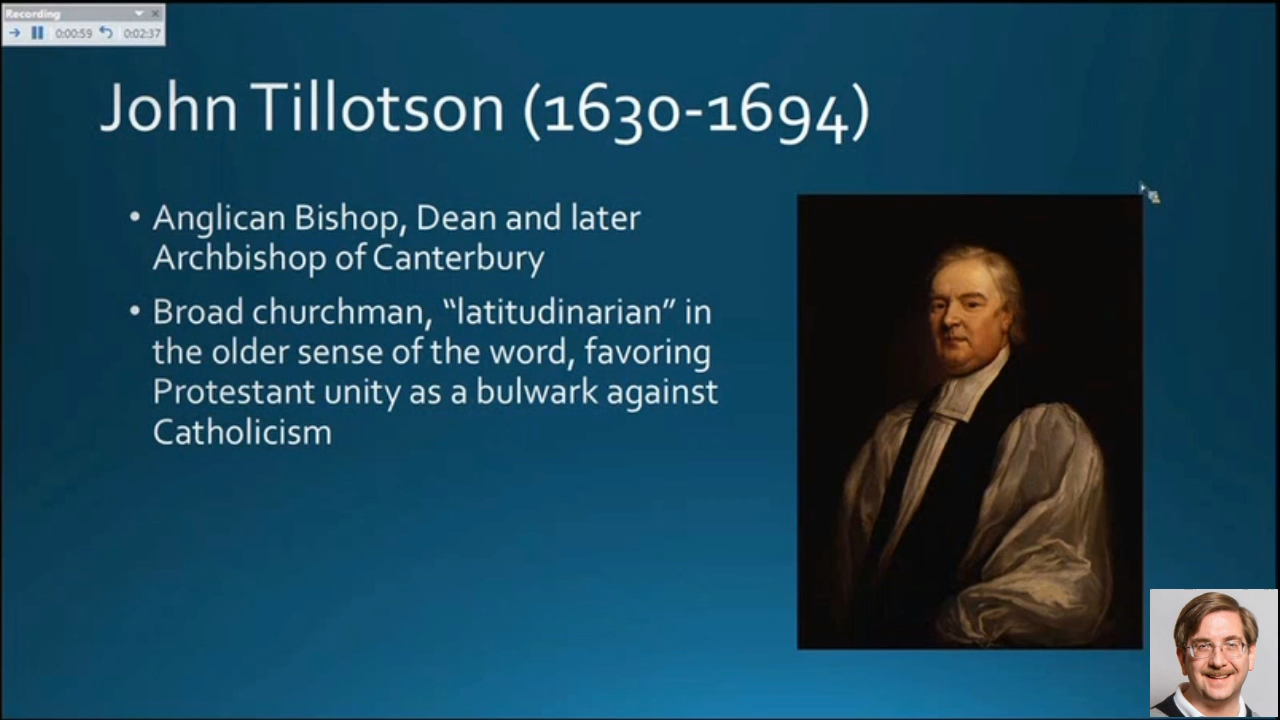 Recording
0:00:59 0:02:37
John Tillotson (1630-1694)
• Anglican Bishop, Dean and later
Archbishop of Canterbury
• Broad churchman, “latitudinarian” in
the older sense of the word, favoring
Protestant unity as a bulwark against
Catholicism